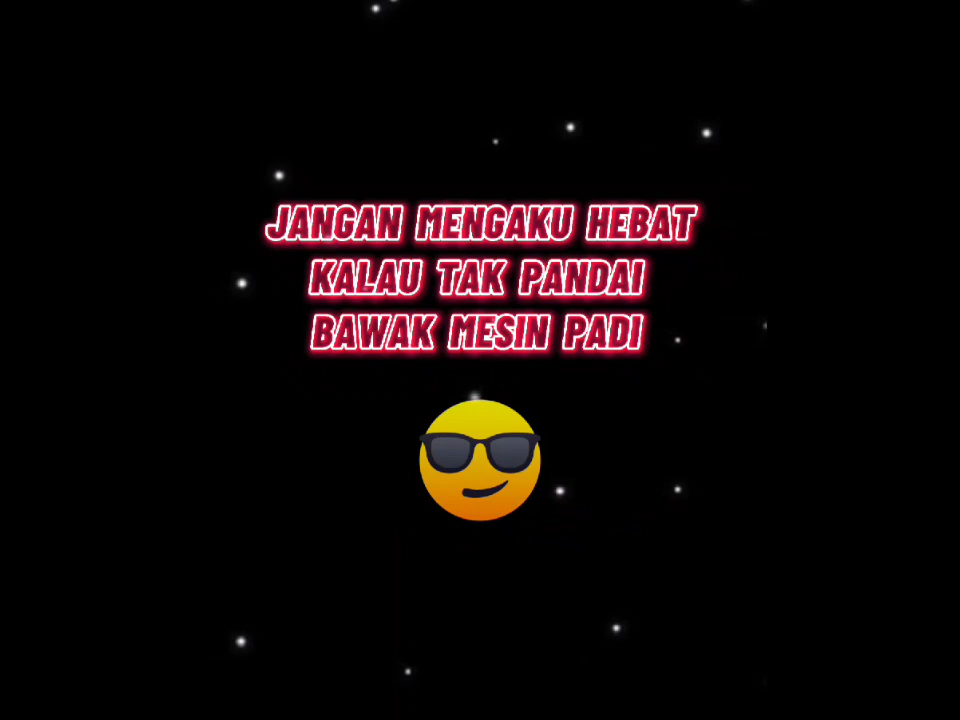 JANGAN MENGAKU HEBAT
KALAU TAK PANDAI
BAWAK MESIN PADI